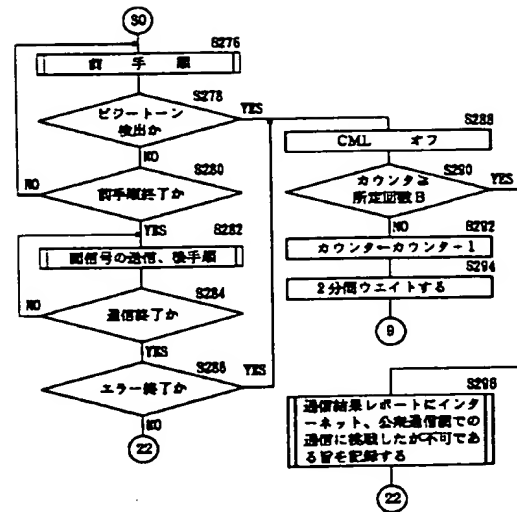 30
S276
前 手 順
S278
ビジートーン
検出か
YES
NO
S280
前手順終了か
NO
YES
S282
画信号の送信、後手順
S284
通信終了か
NO
YES
S286
エラー終了か
YES
NO
22
S288
CML オフ
S290
カウンタ≧
所定回数B
YES
NO
S292
カウンターカウンタ+1
S294
2分間ウエイトする
9
S296
通信結果レポートにインタ
ーネット、公衆通信網での
通信に挑戦したが不可であ
る旨を記録する
22